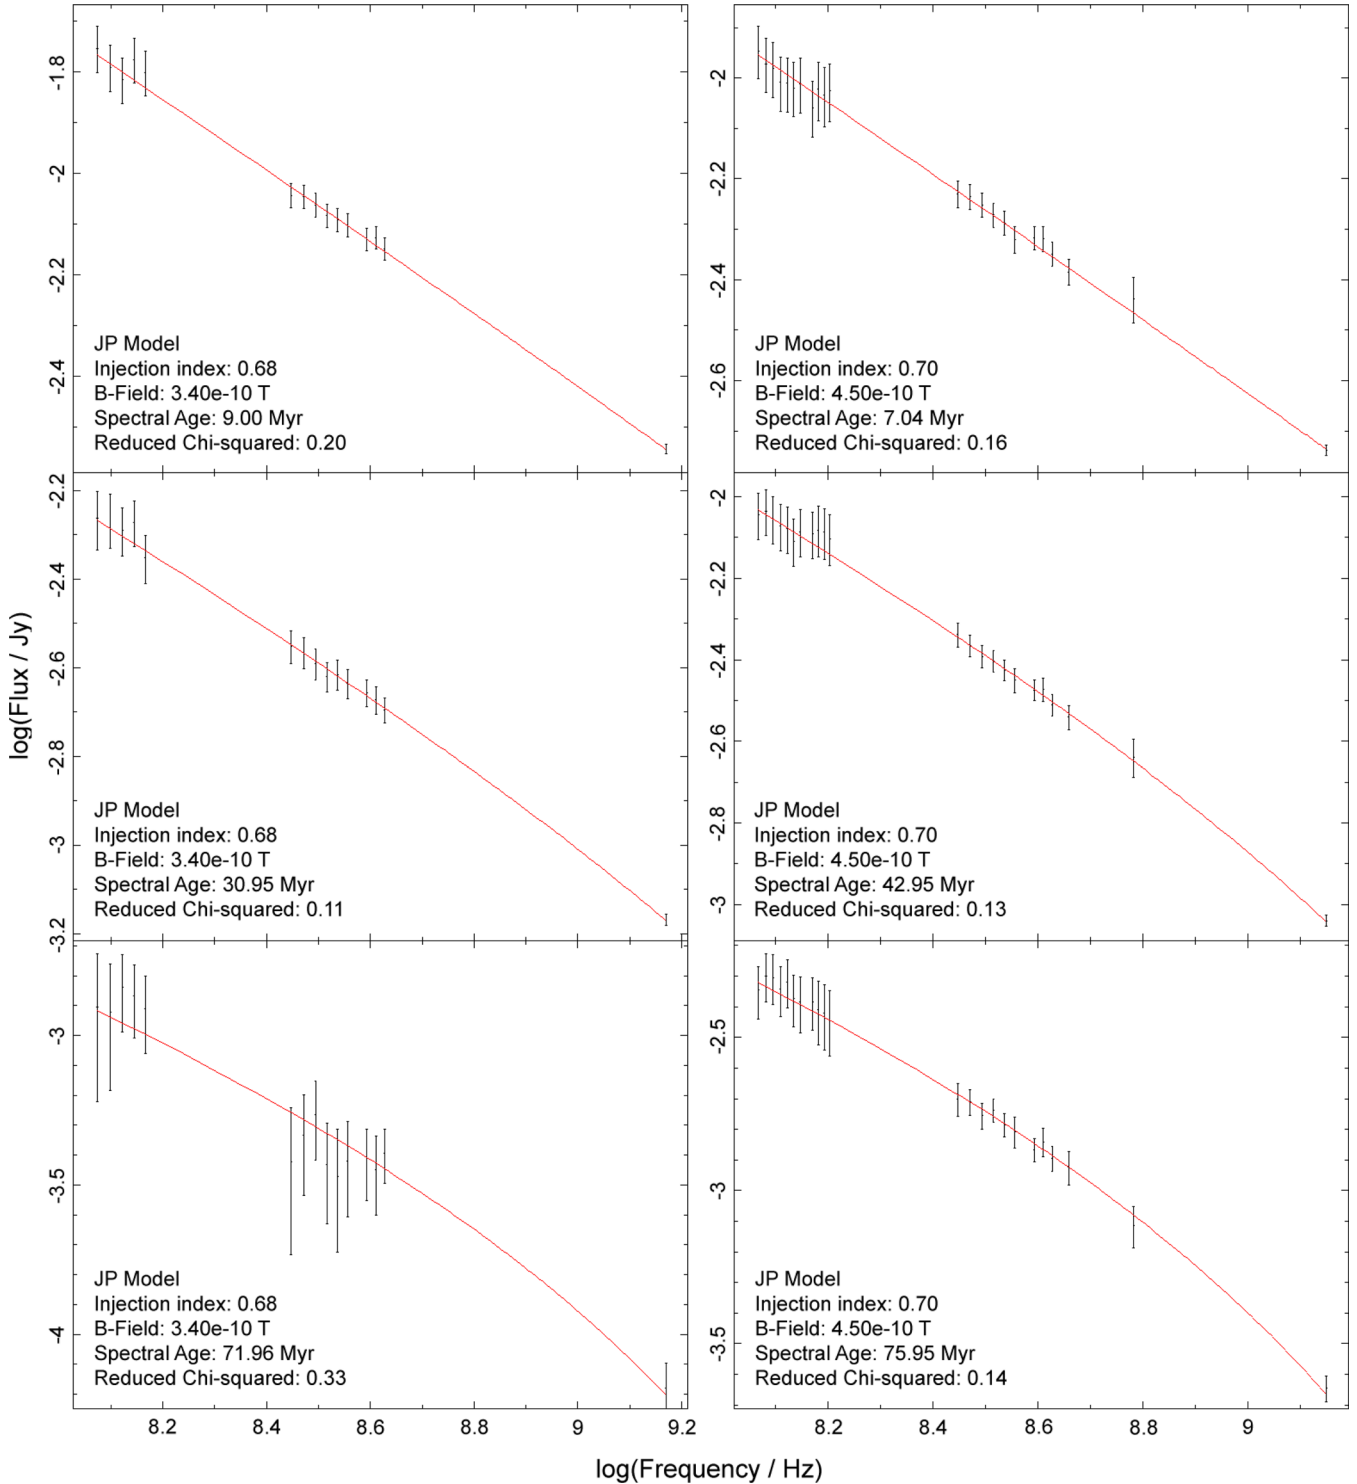 -1.8
-2
-2.2
-2.4
JP Model
Injection index: 0.68
B-Field: 3.40e-10 T
Spectral Age: 9.00 Myr
Reduced Chi-squared: 0.20
-2
-2.2
-2.4
-2.6
JP Model
Injection index: 0.70
B-Field: 4.50e-10 T
Spectral Age: 7.04 Myr
Reduced Chi-squared: 0.16
log(Flux / Jy)
-2.2
-2.4
-2.6
-2.8
-3
-3.2
JP Model
Injection index: 0.68
B-Field: 3.40e-10 T
Spectral Age: 30.95 Myr
Reduced Chi-squared: 0.11
-2
-2.2
-2.4
-2.6
-2.8
-3
JP Model
Injection index: 0.70
B-Field: 4.50e-10 T
Spectral Age: 42.95 Myr
Reduced Chi-squared: 0.13
-3
-3.5
-4
JP Model
Injection index: 0.68
B-Field: 3.40e-10 T
Spectral Age: 71.96 Myr
Reduced Chi-squared: 0.33
-2.5
-3
-3.5
JP Model
Injection index: 0.70
B-Field: 4.50e-10 T
Spectral Age: 75.95 Myr
Reduced Chi-squared: 0.14
8.2 8.4 8.6 8.8 9 9.2
8.2 8.4 8.6 8.8 9
log(Frequency / Hz)